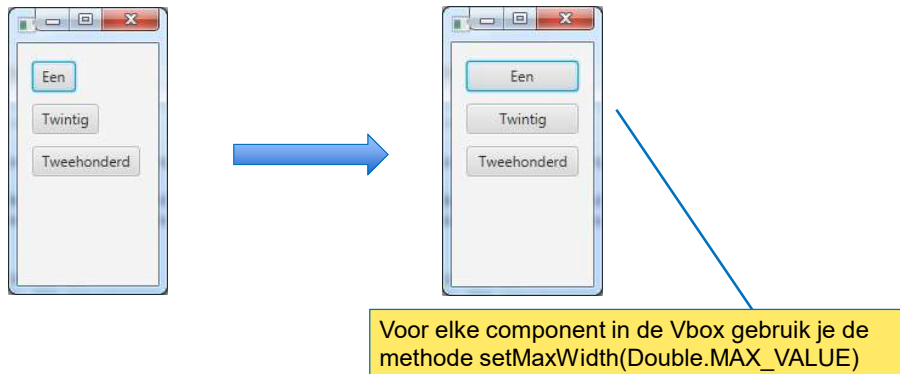 Een
Twintig
Tweehonderd
Een
Twintig
Tweehonderd
Voor elke component in de Vbox gebruik je de
methode setMaxWidth(Double.MAX_VALUE)